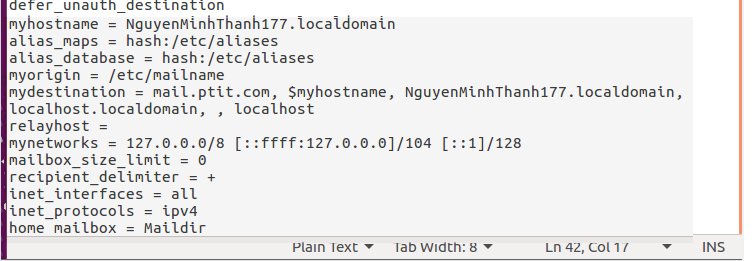 defer_unauth_destination
myhostname = NguyenMinhThanh177.localdomain
alias_maps = hash:/etc/aliases
alias_database = hash:/etc/aliases
myorigin = /etc/mailname
mydestination = mail.ptit.com, $myhostname, NguyenMinhThanh177.localdomain,
localhost.localdomain, , localhost
relayhost =
mynetworks = 127.0.0.0/8 [::ffff:127.0.0.0]/104 [::1]/128
mailbox_size_limit = 0
recipient_delimiter = +
inet_interfaces = all
inet_protocols = ipv4
home mailbox = Maildir
Plain Text Tab Width: 8 Ln 42, Col 17 INS